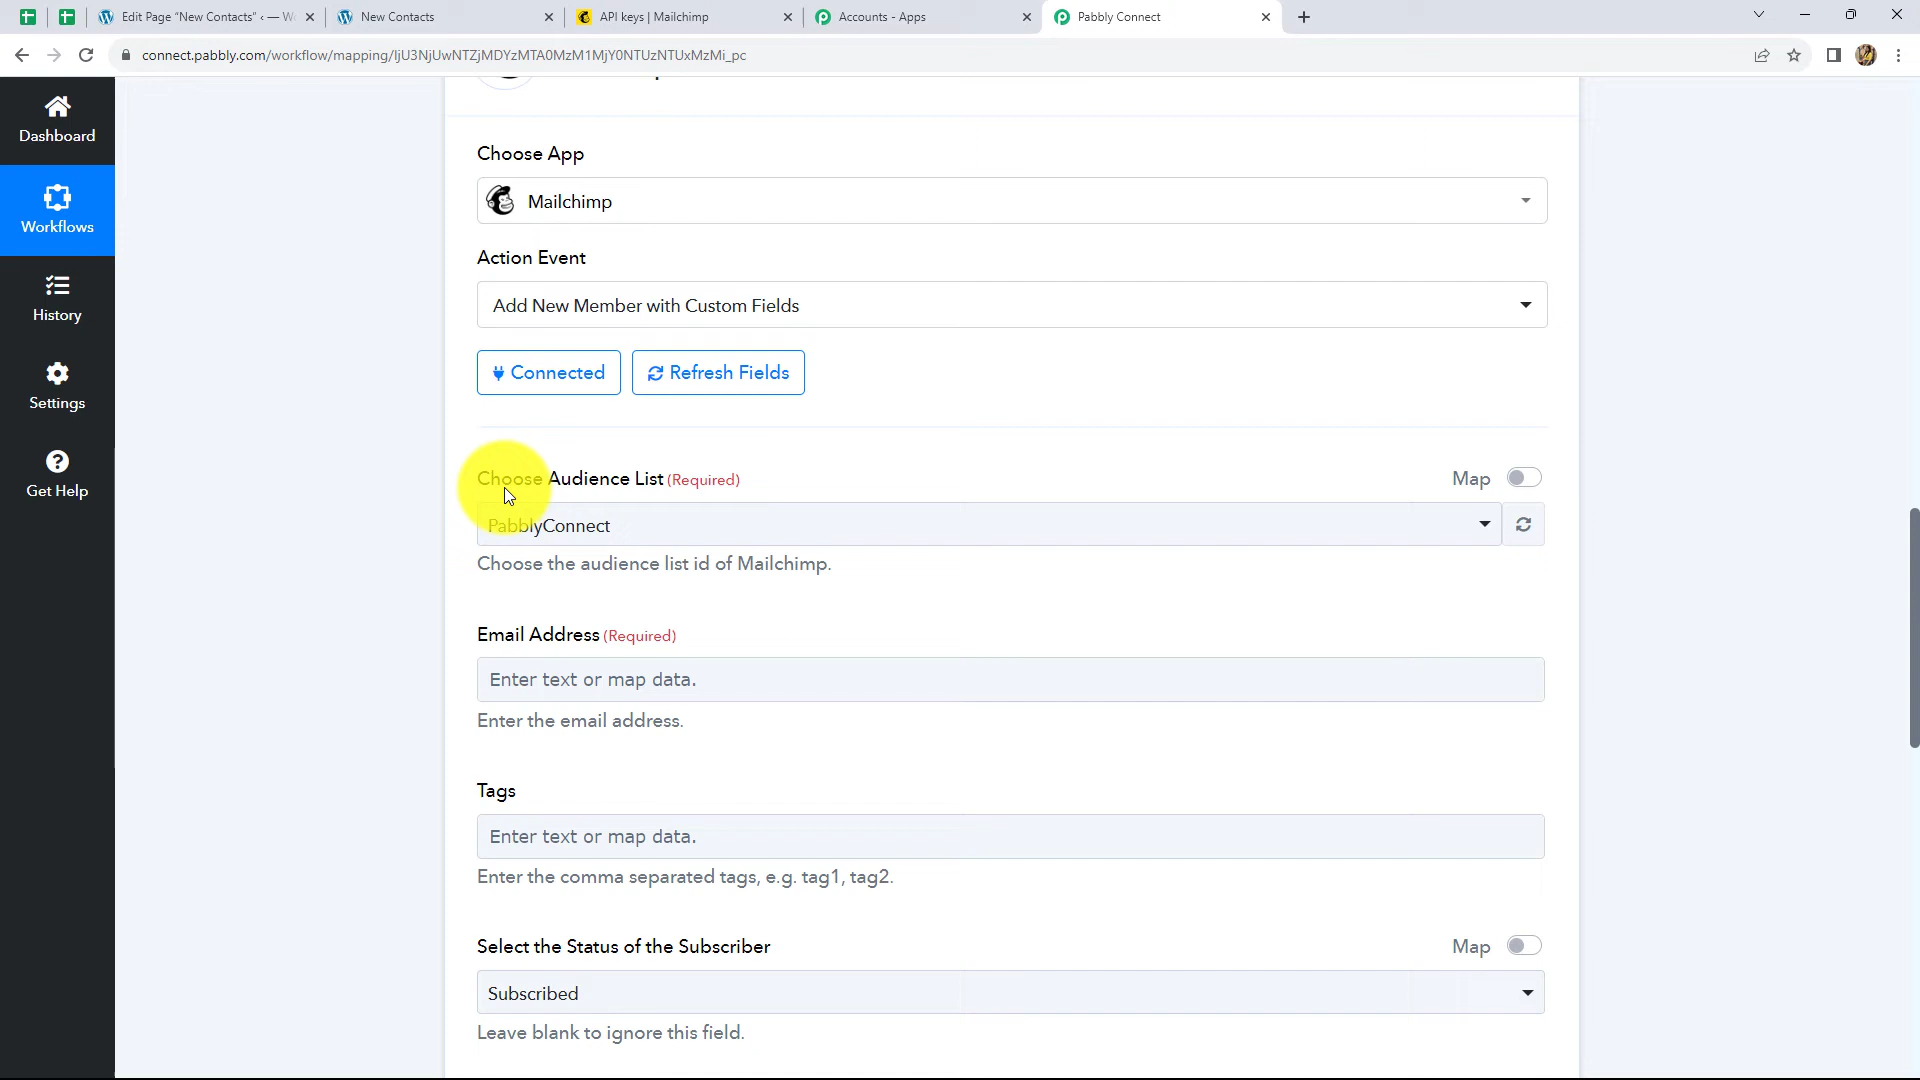 Edit Page "New Contacts" ‹ — W
New Contacts
API keys | Mailchimp
Accounts - Apps
Pabbly Connect
connect.pabbly.com/workflow/mapping/IjU3NjUwNTZjMDYzMTA0MzM1MjY0NTUzNTUxMzMi_pc
Dashboard
Workflows
History
Settings
Get Help
Choose App
Mailchimp
Action Event
Add New Member with Custom Fields
Connected
Refresh Fields
Choose Audience List (Required)
Map
PabblyConnect
Choose the audience list id of Mailchimp.
Email Address (Required)
Enter text or map data.
Enter the email address.
Tags
Enter text or map data.
Enter the comma separated tags, e.g. tag1, tag2.
Select the Status of the Subscriber
Map
Subscribed
Leave blank to ignore this field.